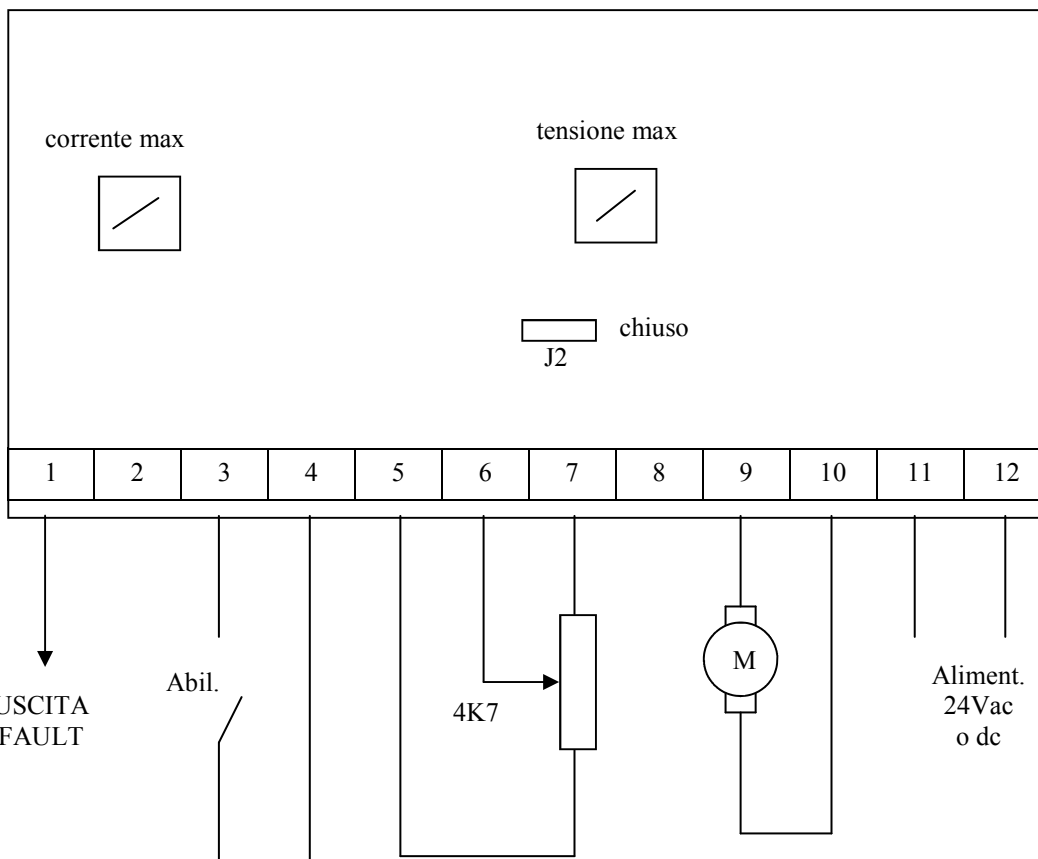 corrente max
tensione max
chiuso
J2
1 2 3 4 5 6 7 8 9 10 11 12
Abil.
USCITA
FAULT
4K7
M
Aliment.
24Vac
o dc